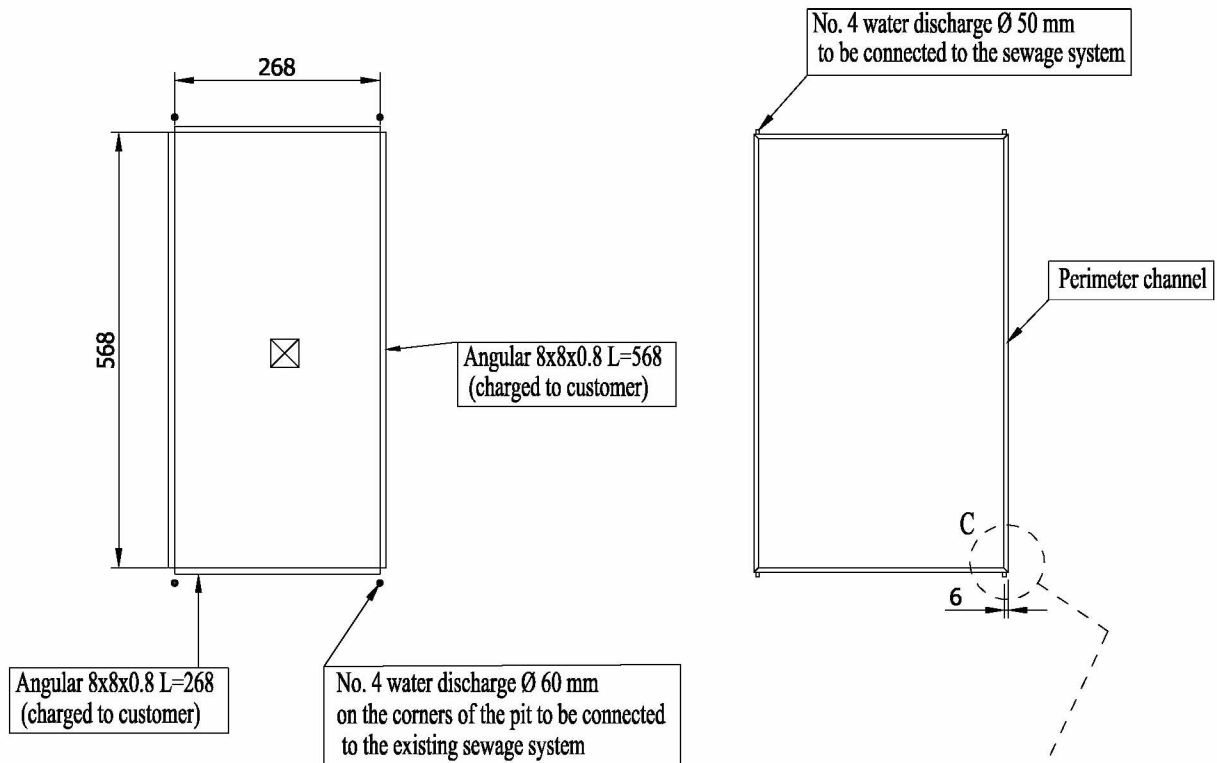 No. 4 water discharge Ø 50 mm
to be connected to the sewage system
268
568
Perimeter channel
Angular 8x8x0.8 L=568
(charged to customer)
C
6
Angular 8x8x0.8 L=268
(charged to customer)
No. 4 water discharge Ø 60 mm
on the corners of the pit to be connected
to the existing sewage system